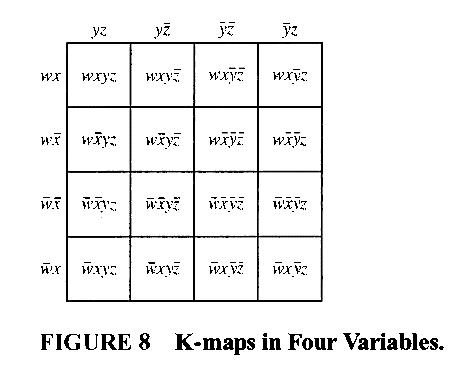 yz yz̄ ȳz̄ ȳz
wx wxyz wxyz̄ wxȳz̄ wxȳz
wx̄ wx̄yz wx̄yz̄ wx̄ȳz̄ wx̄ȳz
w̄x̄ w̄x̄yz w̄x̄yz̄ w̄x̄ȳz̄ w̄x̄ȳz
w̄x w̄xyz w̄xyz̄ w̄xȳz̄ w̄xȳz
FIGURE 8 K-maps in Four Variables.